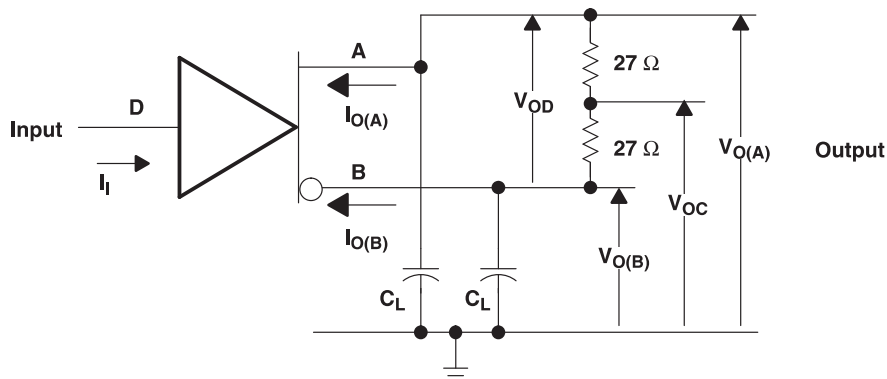 A
27 Ω
D
I_O(A)
V_OD
Input
27 Ω
V_O(A)
Output
B
I_I
V_OC
I_O(B)
V_O(B)
C_L
C_L